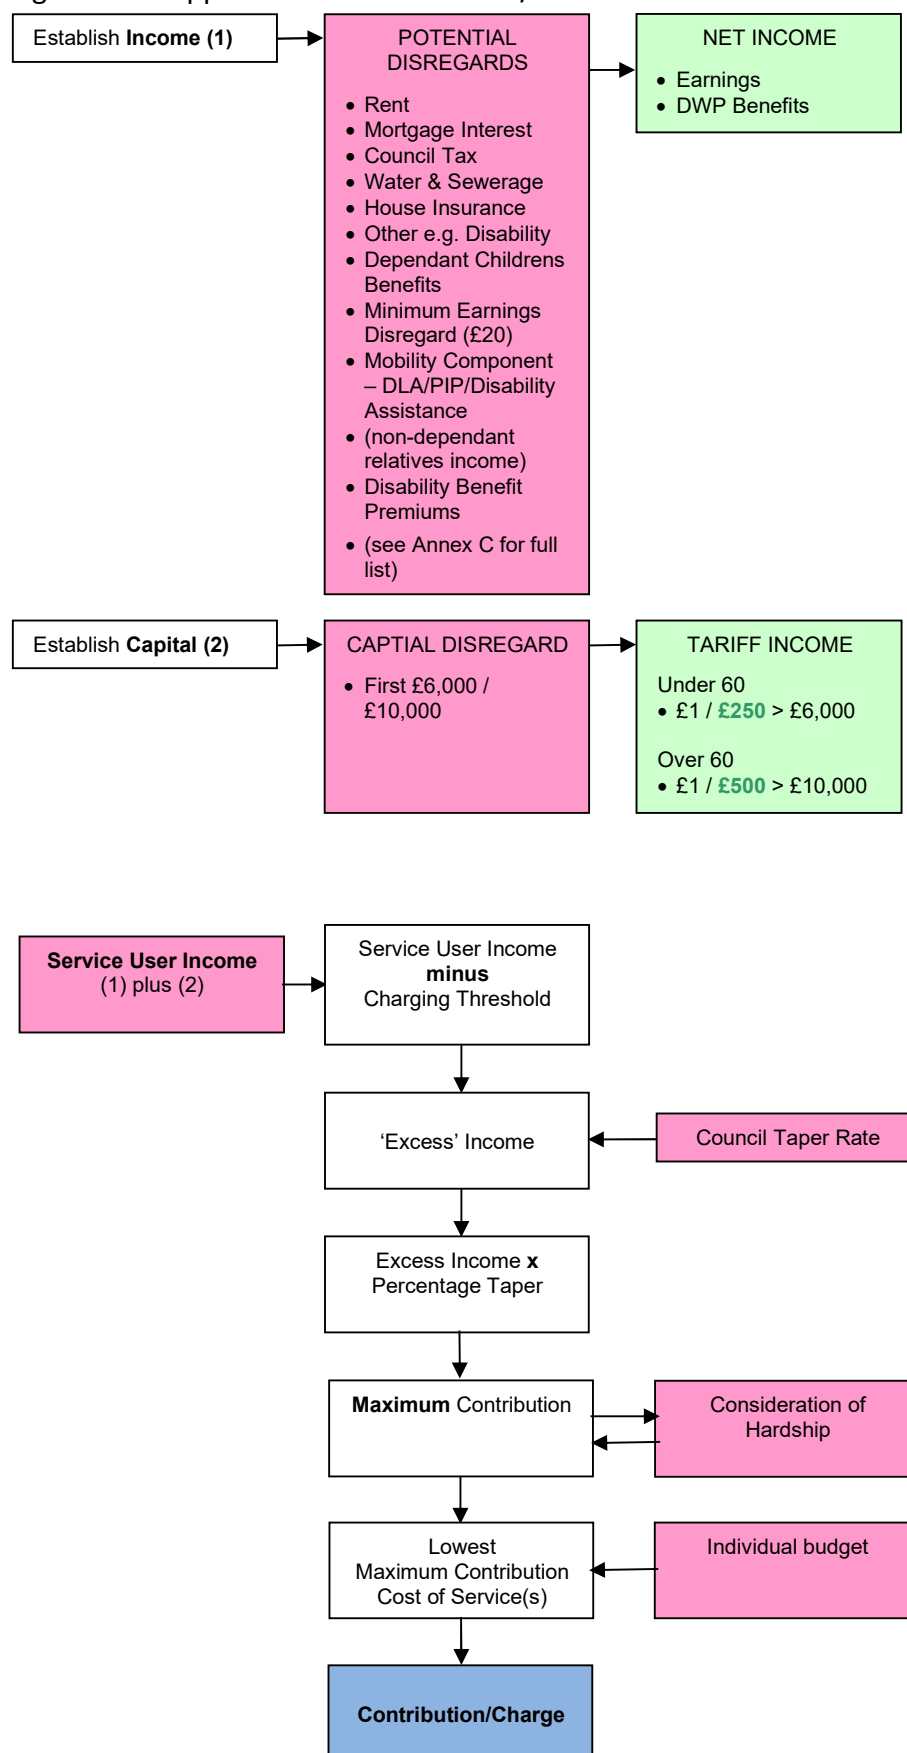 Establish Income (1)
POTENTIAL
DISREGARDS
• Rent
• Mortgage Interest
• Council Tax
• Water & Sewerage
• House Insurance
• Other e.g. Disability
• Dependant Childrens
Benefits
• Minimum Earnings
Disregard (£20)
• Mobility Component
– DLA/PIP/Disability
Assistance
• (non-dependant
relatives income)
• Disability Benefit
Premiums
• (see Annex C for full
list)
NET INCOME
• Earnings
• DWP Benefits
Establish Capital (2)
CAPTIAL DISREGARD
• First £6,000 /
£10,000
TARIFF INCOME
Under 60
• £1 / £250 > £6,000
Over 60
• £1 / £500 > £10,000
Service User Income
(1) plus (2)
Service User Income
minus
Charging Threshold
‘Excess’ Income
Council Taper Rate
Excess Income x
Percentage Taper
Maximum Contribution
Consideration of
Hardship
Lowest
Maximum Contribution
Cost of Service(s)
Individual budget
Contribution/Charge